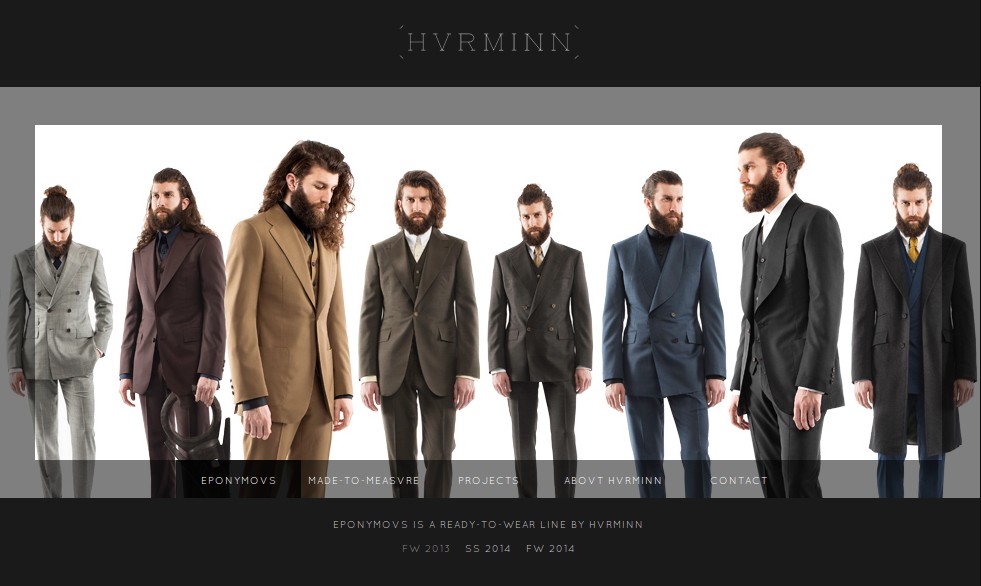 HVRMINN
EPONYMOVS MADE-TO-MEASVRE PROJECTS ABOVT HVRMINN CONTACT
EPONYMOVS IS A READY-TO-WEAR LINE BY HVRMINN
FW 2013 SS 2014 FW 2014